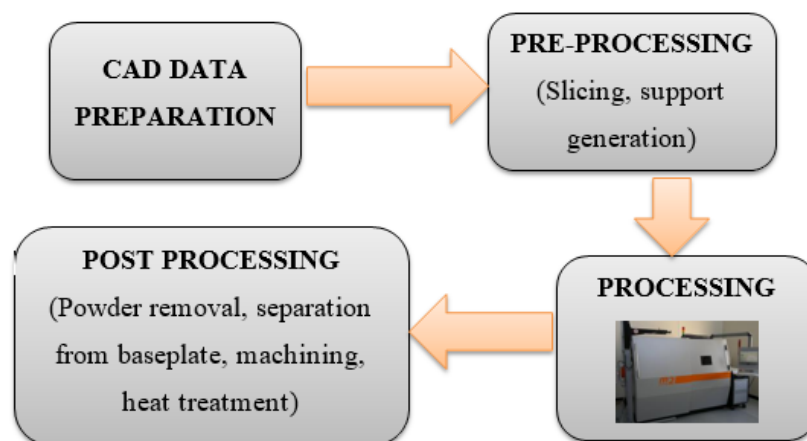 CAD DATA
PREPARATION
PRE-PROCESSING
(Slicing, support
generation)
PROCESSING
POST PROCESSING
(Powder removal, separation
from baseplate, machining,
heat treatment)